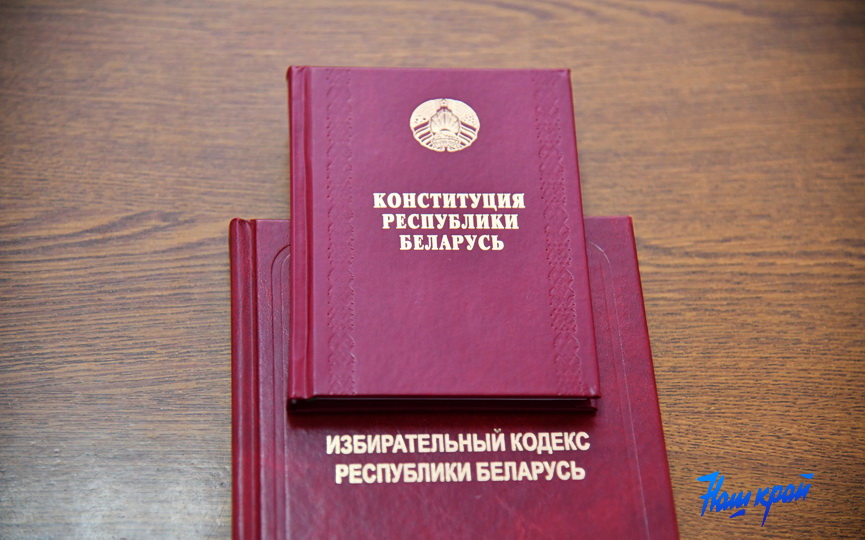 КОНСТИТУЦИЯ
РЕСПУБЛИКИ
БЕЛАРУСЬ
ИЗБИРАТЕЛЬНЫЙ КОДЕКС
РЕСПУБЛИКИ БЕЛАРУСЬ
Наш край